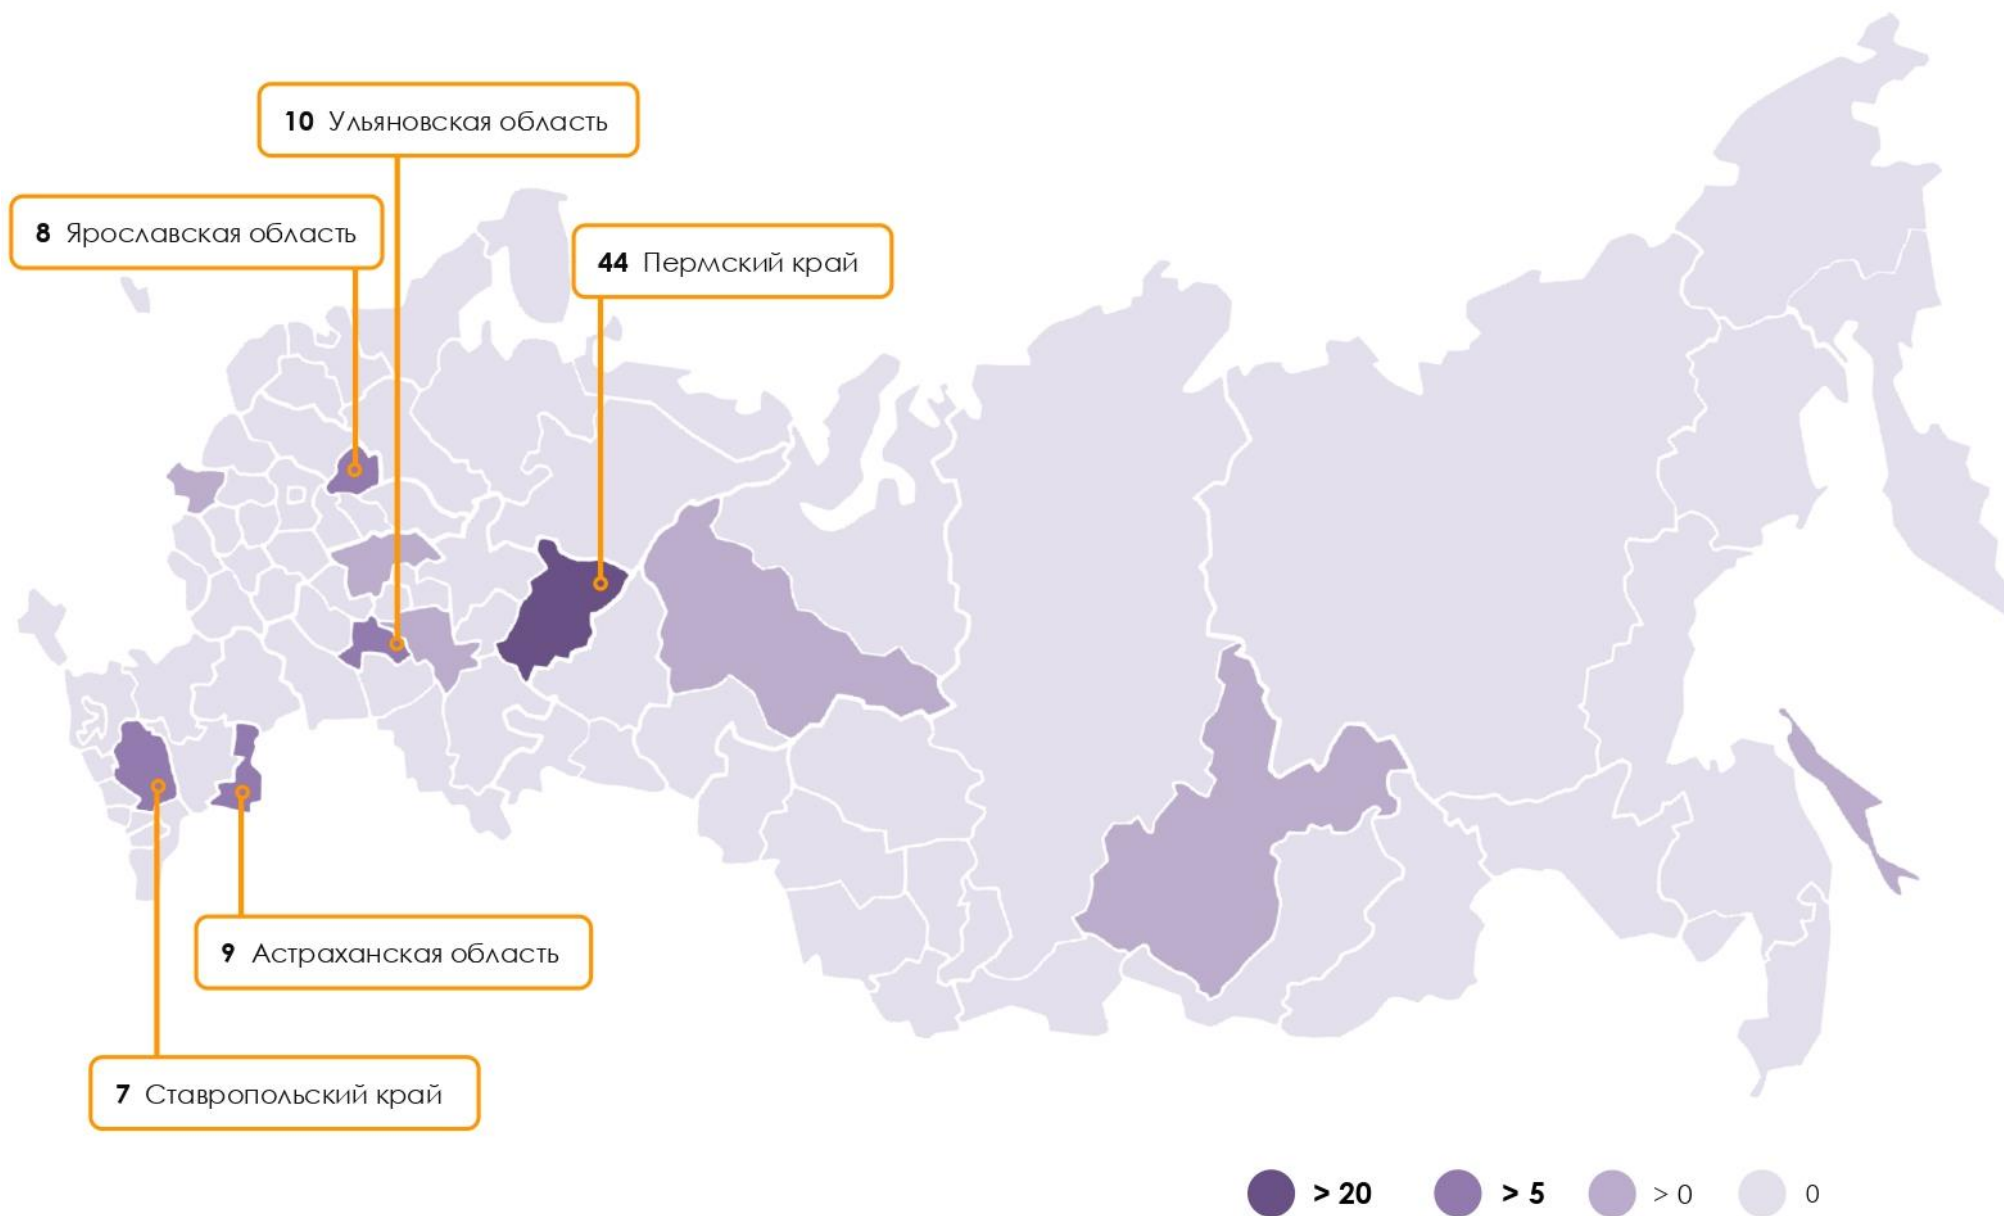 10 Ульяновская область
8 Ярославская область
44 Пермский край
9 Астраханская область
7 Ставропольский край
> 20 > 5 > 0 0